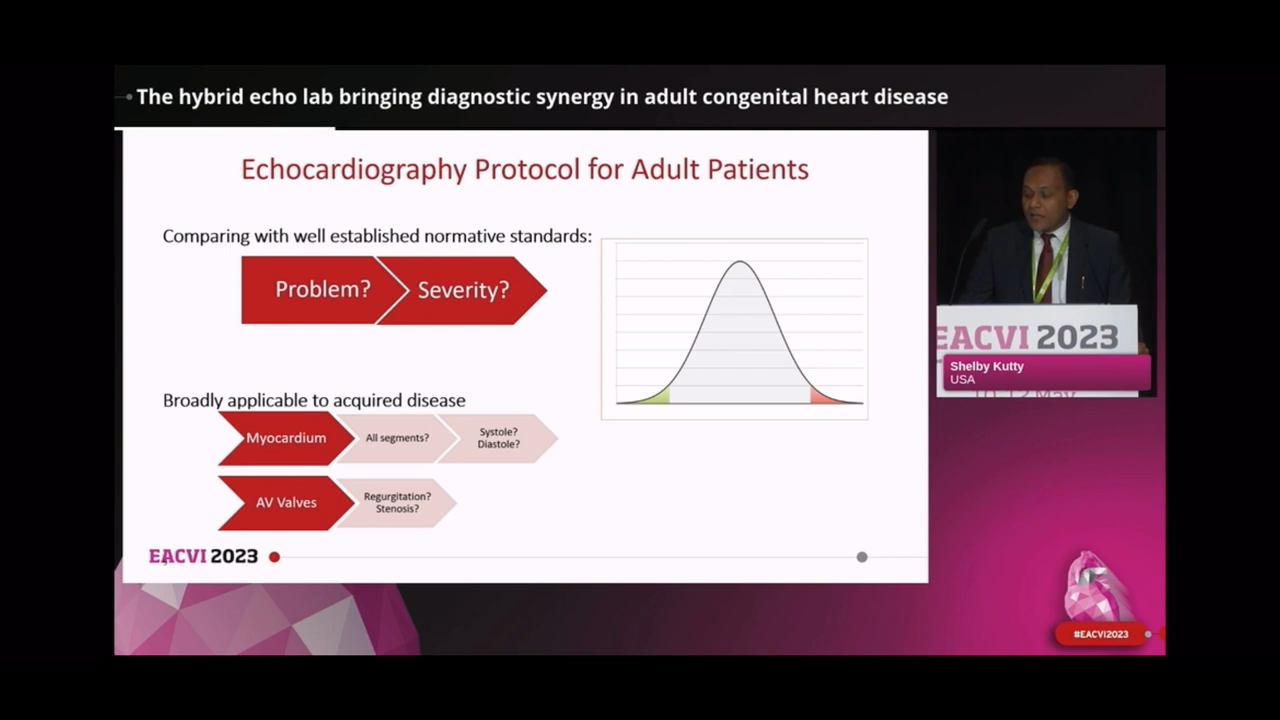 The hybrid echo lab bringing diagnostic synergy in adult congenital heart disease
Echocardiography Protocol for Adult Patients
Comparing with well established normative standards:
Problem?
Severity?
Broadly applicable to acquired disease
Myocardium
All segments?
Systole?
Diastole?
AV Valves
Regurgitation?
Stenosis?
EACVI 2023
EACVI 2023
Shelby Kutty
USA
#EACVI2023